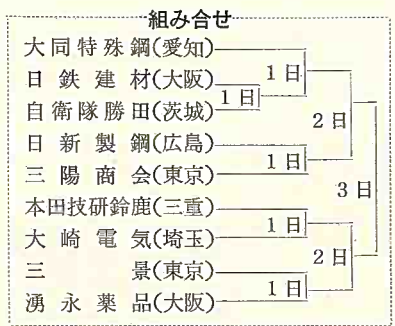 組み合せ
大同特殊鋼(愛知)
日鉄建材(大阪)
自衛隊勝田(茨城)
日新製鋼(広島)
三陽商会(東京)
本田技研鈴鹿(三重)
大崎電気(埼玉)
三景(東京)
湧永薬品(大阪)
1日
1日
1日
1日
1日
2日
2日
3日